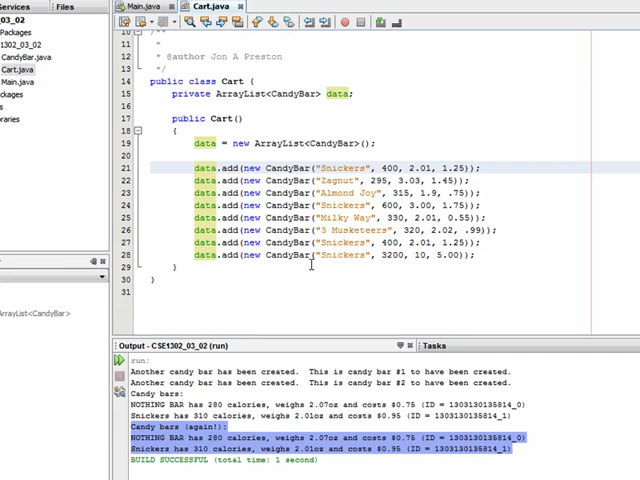 Services
Files
Main.java
Cart.java
_03_02
Packages
1302_03_02
CandyBar.java
Cart.java
Main.java
ackages
s
oraries
rrayList<CandyBar>
10 /**
11 *
12 * @author Jon A Preston
13 */
14 public class Cart {
15 private ArrayList<CandyBar> data;
16
17 public Cart()
18 {
19 data = new ArrayList<CandyBar>();
20
21 data.add(new CandyBar("Snickers", 400, 2.01, 1.25));
22 data.add(new CandyBar("Zagnut", 295, 3.03, 1.45));
23 data.add(new CandyBar("Almond Joy", 315, 1.9, .75));
24 data.add(new CandyBar("Snickers", 600, 3.00, 1.75));
25 data.add(new CandyBar("Milky Way", 330, 2.01, 0.55));
26 data.add(new CandyBar("3 Musketeers", 320, 2.02, .99));
27 data.add(new CandyBar("Snickers", 400, 2.01, 1.25));
28 data.add(new CandyBar("Snickers", 3200, 10, 5.00));
29 }
30 }
31
Output - CSE1302_03_02 (run)
Tasks
run:
Another candy bar has been created. This is candy bar #1 to have been created.
Another candy bar has been created. This is candy bar #2 to have been created.
Candy bars:
NOTHING BAR has 280 calories, weighs 2.07oz and costs $0.75 (ID = 1303130135814_0)
Snickers has 310 calories, weighs 2.01oz and costs $0.95 (ID = 1303130135814_1)
Candy bars (again!):
NOTHING BAR has 280 calories, weighs 2.07oz and costs $0.75 (ID = 1303130135814_0)
Snickers has 310 calories, weighs 2.01oz and costs $0.95 (ID = 1303130135814_1)
BUILD SUCCESSFUL (total time: 1 second)